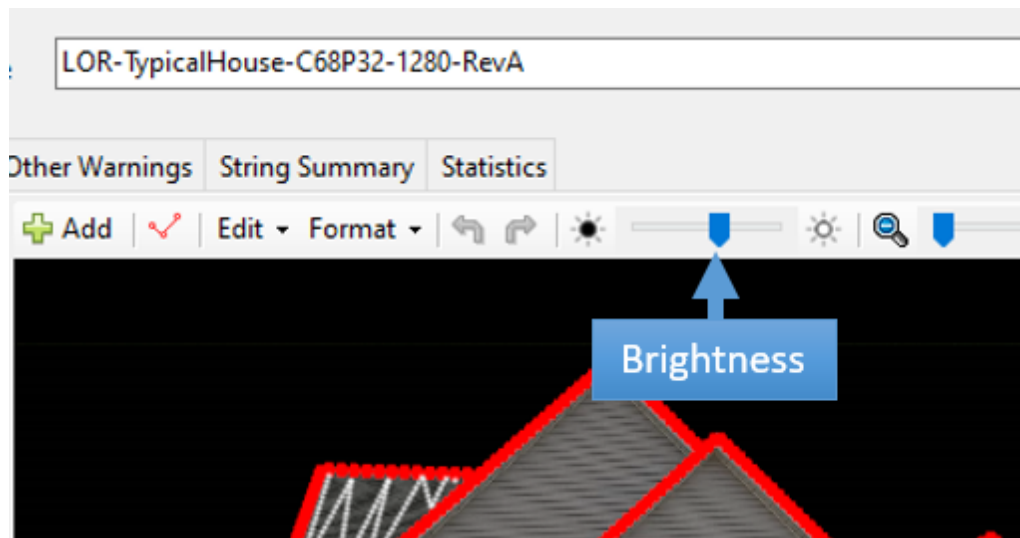 LOR-TypicalHouse-C68P32-1280-RevA
Other Warnings String Summary Statistics
Add Edit Format
Brightness